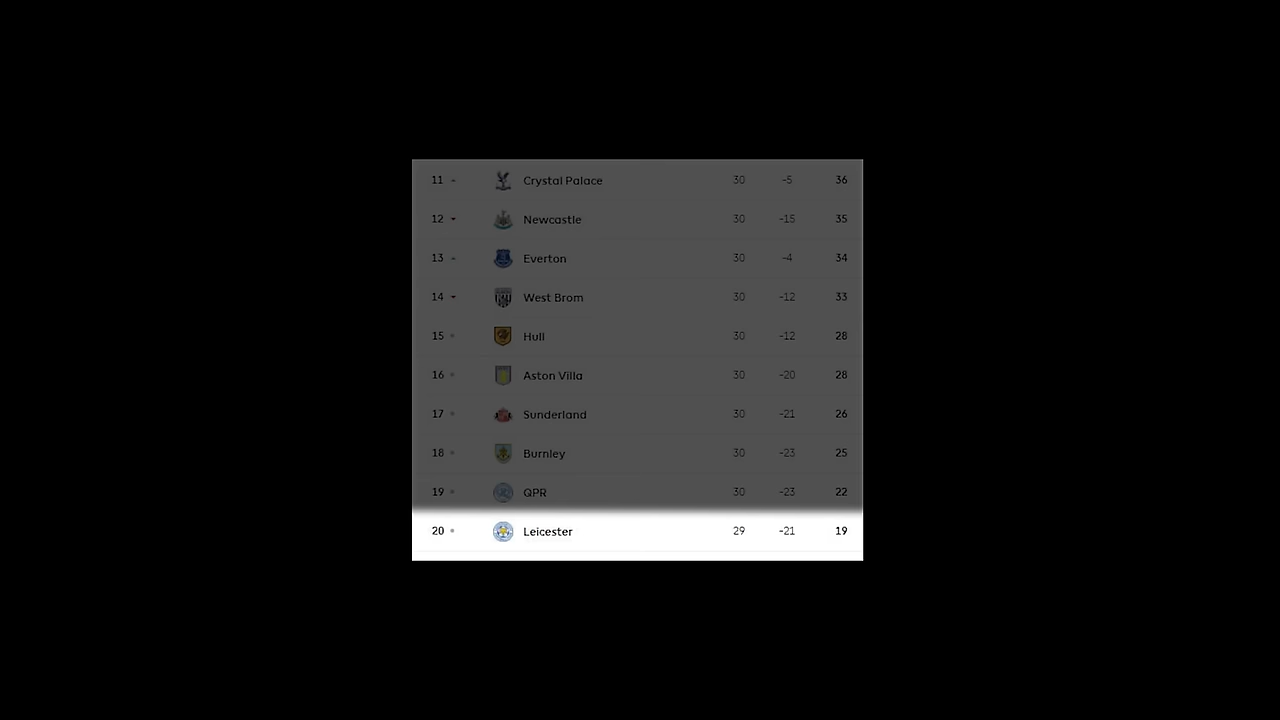 11 Crystal Palace 30 -5 36
12 Newcastle 30 -15 35
13 Everton 30 -4 34
14 West Brom 30 -12 33
15 Hull 30 -12 28
16 Aston Villa 30 -20 28
17 Sunderland 30 -21 26
18 Burnley 30 -23 25
19 QPR 30 -23 22
20 Leicester 29 -21 19